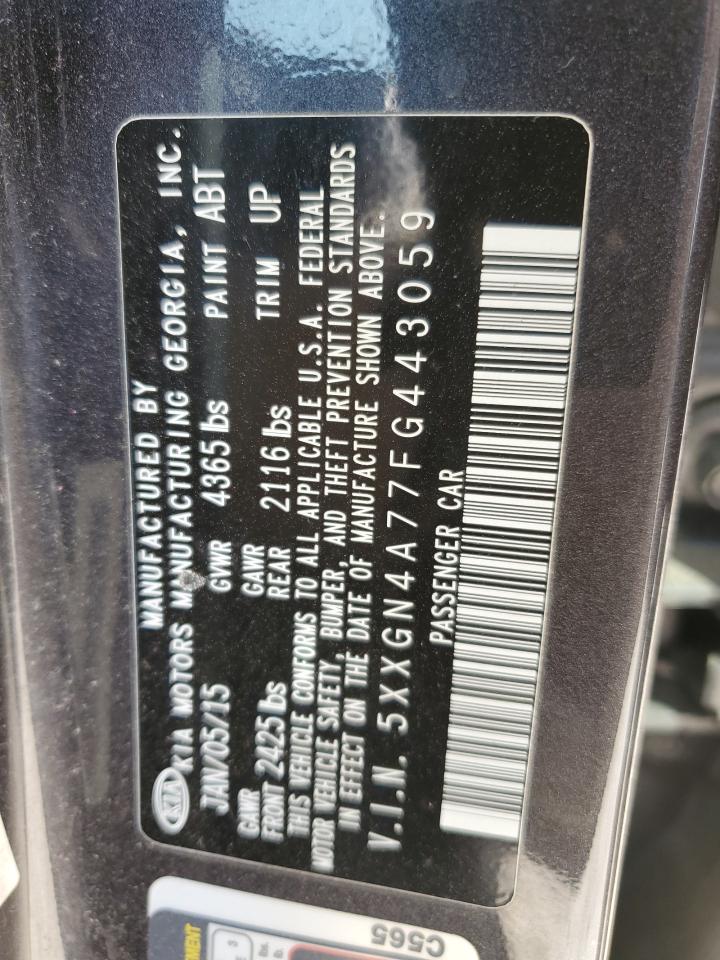 MANUFACTURED BY
KIA KIA MOTORS MANUFACTURING GEORGIA, INC.
JAN/05/15 GVWR 4365 lbs PAINT ABT
GAWR FRONT 2425 lbs GAWR REAR 2116 lbs TRIM UP
THIS VEHICLE CONFORMS TO ALL APPLICABLE U.S.A. FEDERAL
MOTOR VEHICLE SAFETY, BUMPER, AND THEFT PREVENTION STANDARDS
IN EFFECT ON THE DATE OF MANUFACTURE SHOWN ABOVE.
V.I.N. 5XXGN4A77FG443059
PASSENGER CAR
C565
3